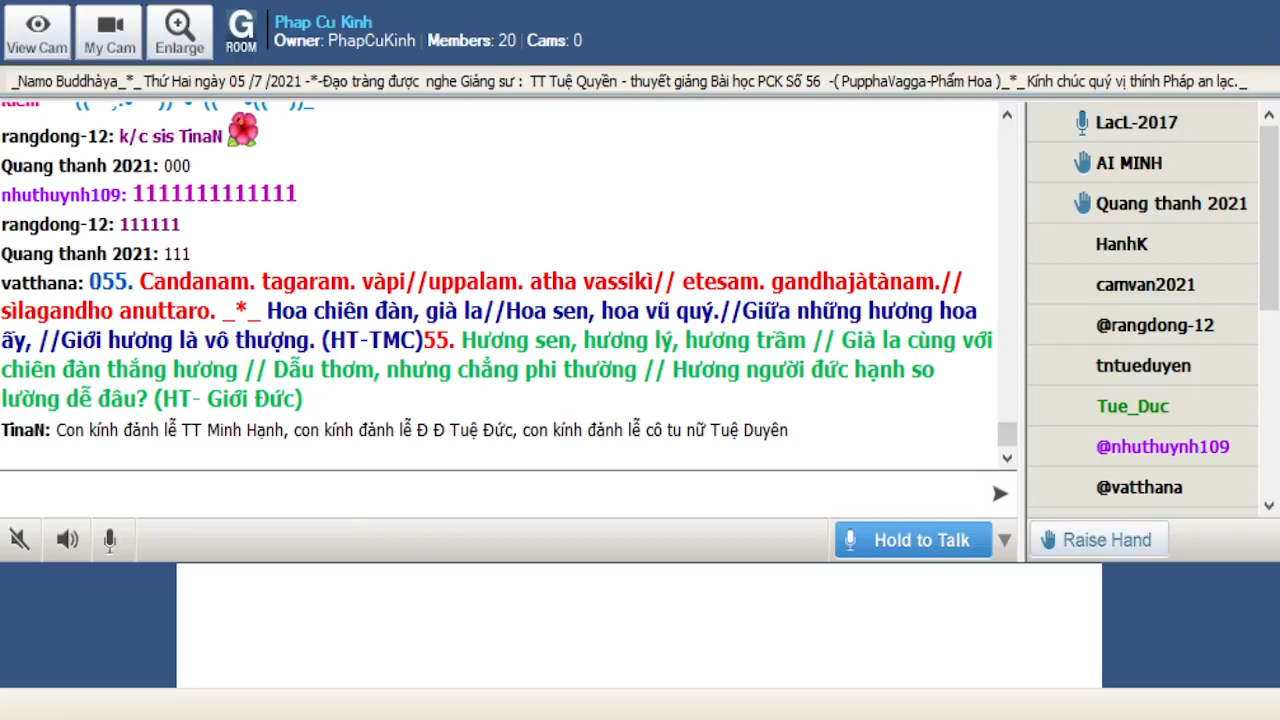 View Cam
My Cam
Enlarge
G
ROOM
Phap Cu Kinh
Owner: PhapCuKinh | Members: 20 | Cams: 0
_Namo Buddhàya_*_ Thứ Hai ngày 05 /7 /2021 -*-Đạo tràng được nghe Giảng sư : TT Tuệ Quyền - thuyết giảng Bài học PCK Số 56 -( PupphaVagga-Phẩm Hoa )_*_ Kính chúc quý vị thính Pháp an lạc._
rangdong-12: k/c sis TinaN
Quang thanh 2021: 000
nhuthuynh109: 1111111111111
rangdong-12: 111111
Quang thanh 2021: 111
vatthana: 055. Candanam. tagaram. vàpi//uppalam. atha vassikì// etesam. gandhajàtànam.//
sìlagandho anuttaro. _*_ Hoa chiên đàn, già la//Hoa sen, hoa vũ quý.//Giữa những hương hoa
ấy, //Giới hương là vô thượng. (HT-TMC)55. Hương sen, hương lý, hương trầm // Già la cùng với
chiên đàn thắng hương // Dẫu thơm, nhưng chẳng phi thường // Hương người đức hạnh so
lường dễ đâu? (HT- Giới Đức)
TinaN: Con kính đảnh lễ TT Minh Hạnh, con kính đảnh lễ Đ Đ Tuệ Đức, con kính đảnh lễ cô tu nữ Tuệ Duyên
LacL-2017
AI MINH
Quang thanh 2021
HanhK
camvan2021
@rangdong-12
tntueduyen
Tue_Duc
@nhuthuynh109
@vatthana
Hold to Talk
Raise Hand